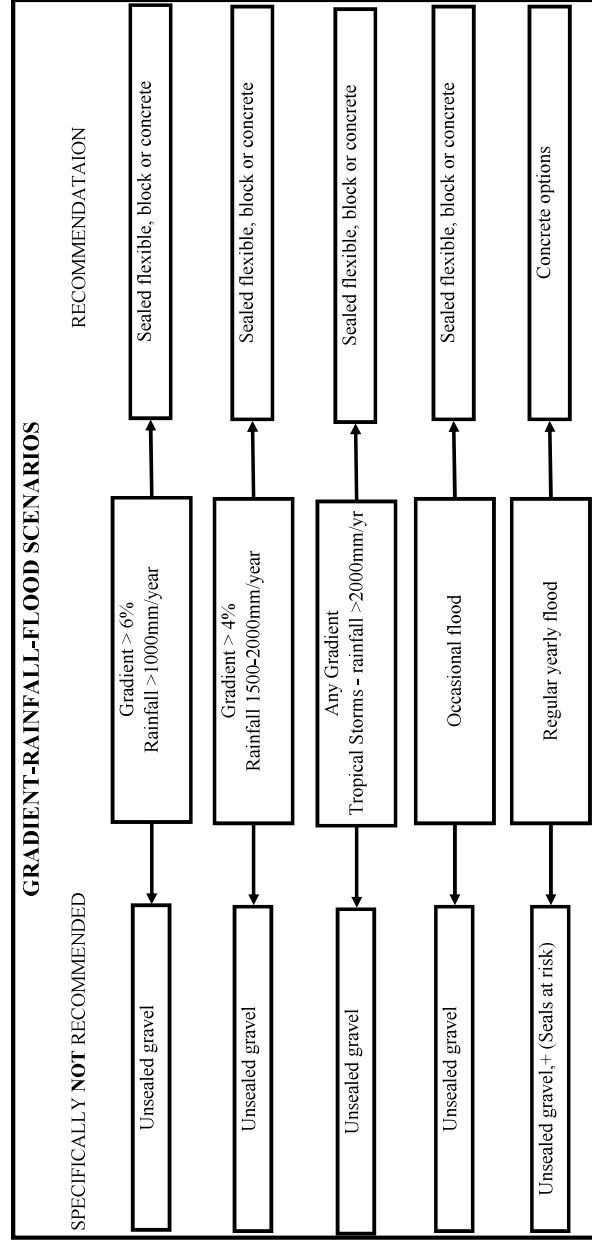 GRADIENT-RAINFALL-FLOOD SCENARIOS
SPECIFICALLY NOT RECOMMENDED
RECOMMENDATAION
Unsealed gravel
Gradient > 6%
Rainfall >1000mm/year
Sealed flexible, block or concrete
Unsealed gravel
Gradient > 4%
Rainfall 1500-2000mm/year
Sealed flexible, block or concrete
Unsealed gravel
Any Gradient
Tropical Storms - rainfall >2000mm/yr
Sealed flexible, block or concrete
Unsealed gravel
Occasional flood
Sealed flexible, block or concrete
Unsealed gravel,+ (Seals at risk)
Regular yearly flood
Concrete options